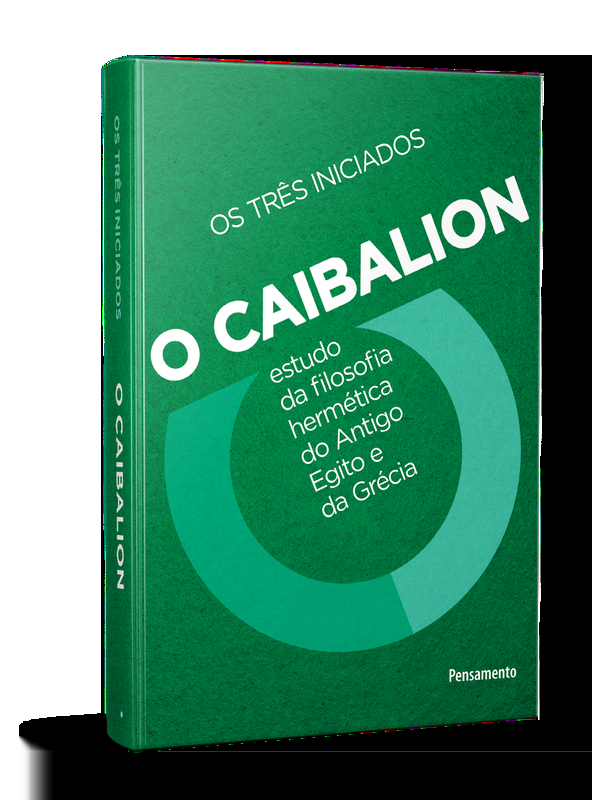 OS TRÊS INICIADOS
O CAIBALION
estudo
da filosofia
hermética
do Antigo
Egito e
da Grécia
Pensamento
OS TRÊS INICIADOS
O CAIBALION